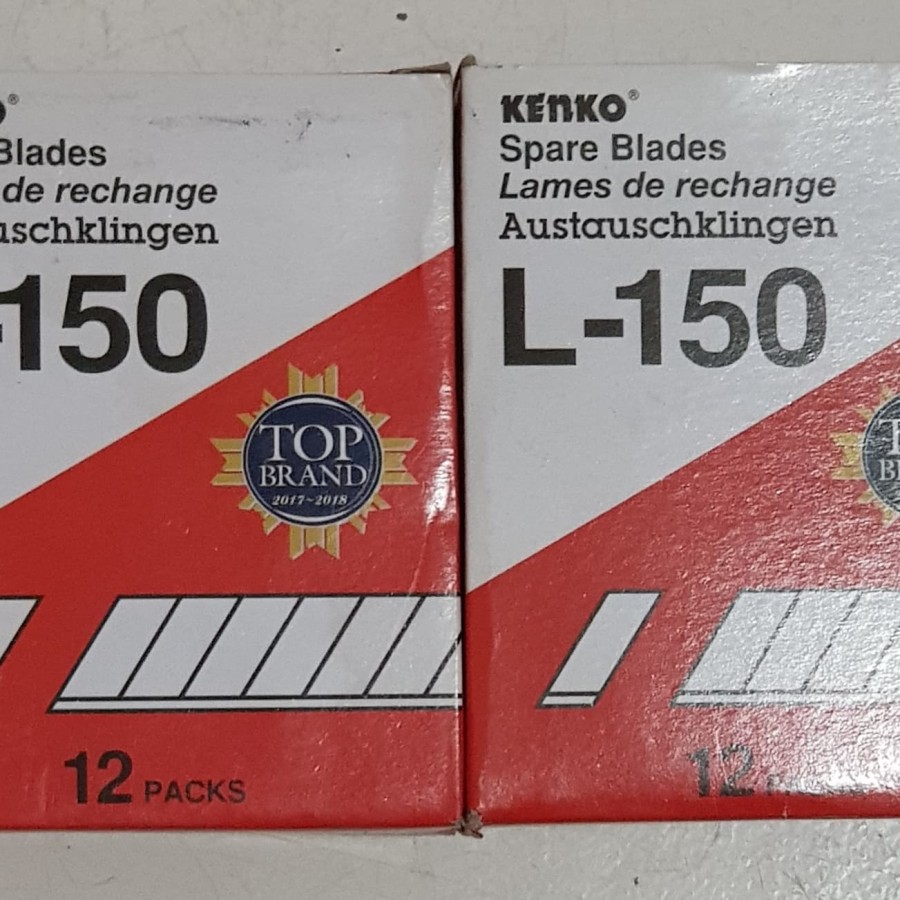 ®
Blades
de rechange
uschklingen
-150
TOP
BRAND
2017~2018
12 PACKS
KENKO®
Spare Blades
Lames de rechange
Austauschklingen
L-150
12